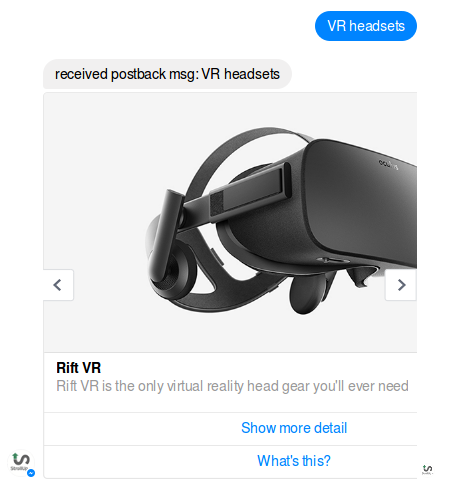 VR headsets
received postback msg: VR headsets
oculus
Rift VR
Rift VR is the only virtual reality head gear you'll ever need
Show more detail
What's this?